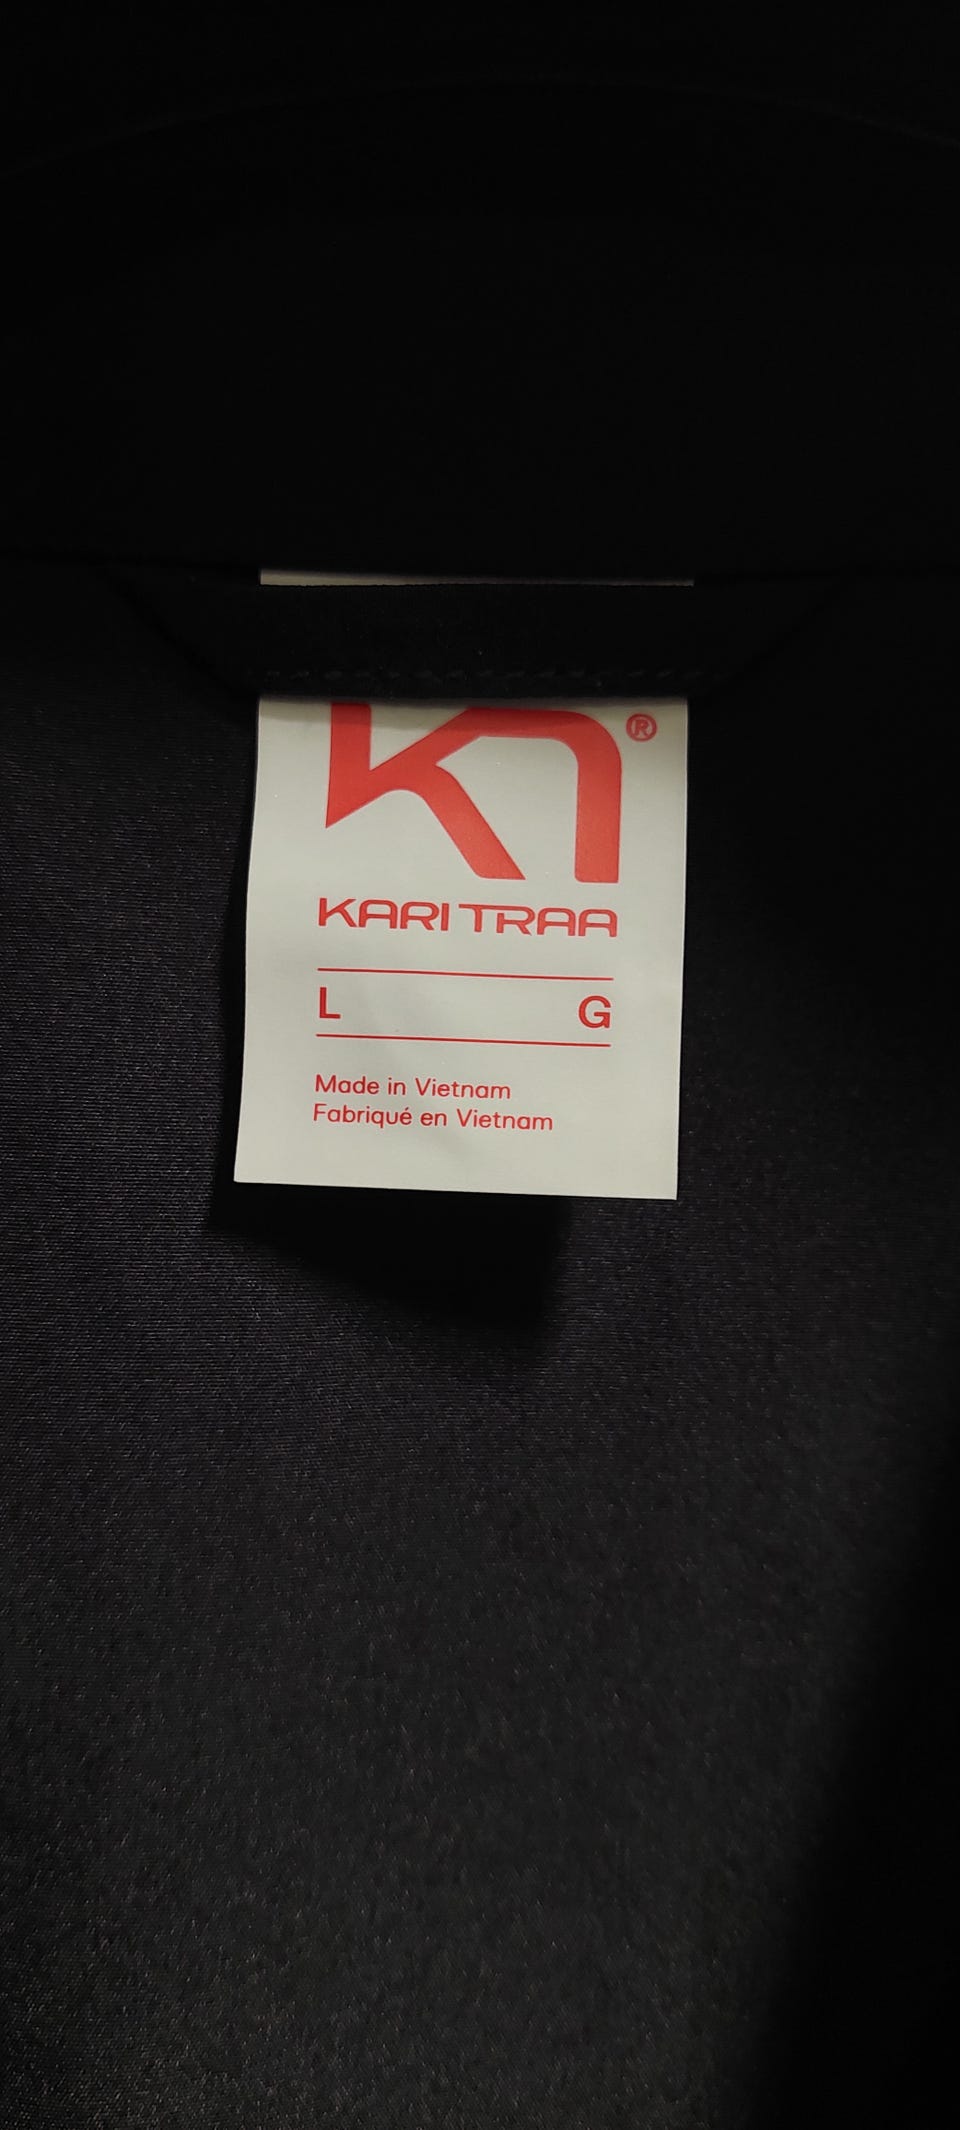 ®
KARI TRAA
L G
Made in Vietnam
Fabriqué en Vietnam